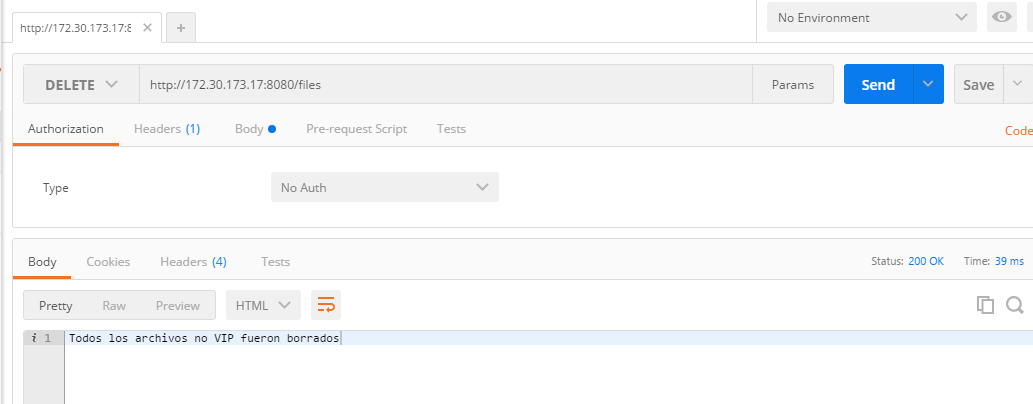 http://172.30.173.17:8 × +
No Environment
DELETE http://172.30.173.17:8080/files Params Send Save
Authorization Headers (1) Body Pre-request Script Tests Code
Type No Auth
Body Cookies Headers (4) Tests Status: 200 OK Time: 39 ms
Pretty Raw Preview HTML
i 1 Todos los archivos no VIP fueron borrados